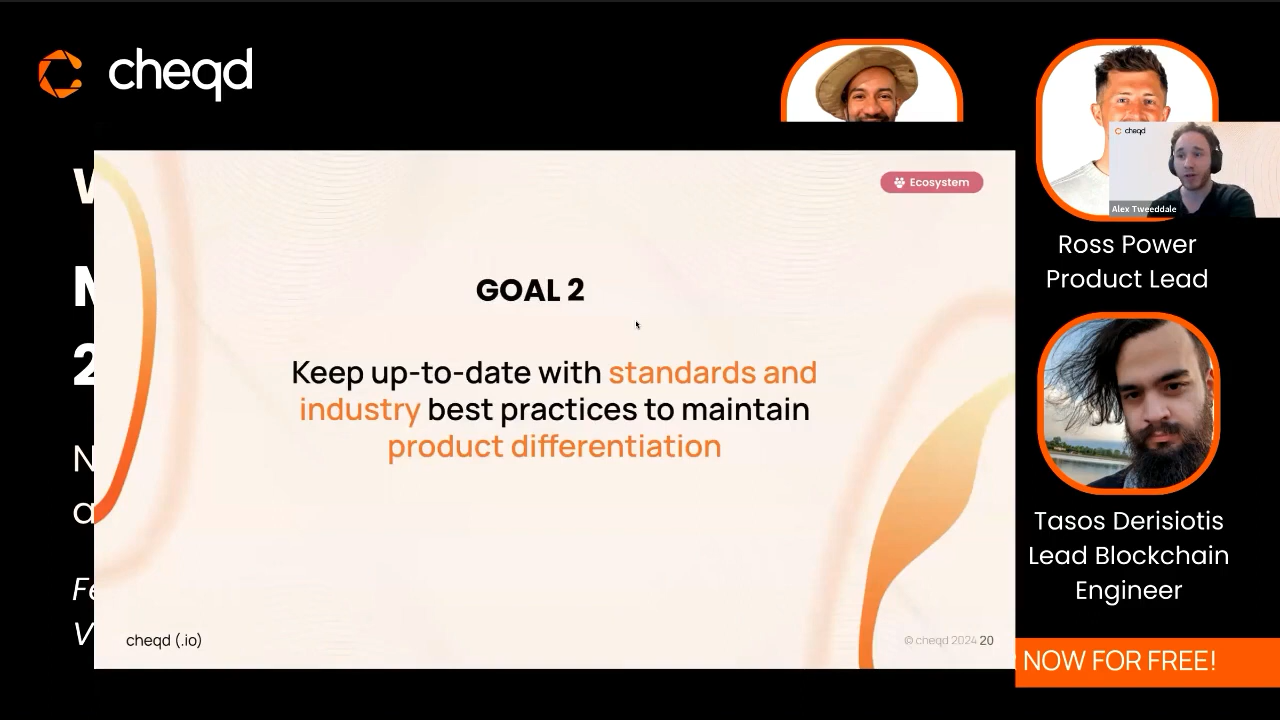 cheqd
Ecosystem
GOAL 2
Keep up-to-date with standards and
industry best practices to maintain
product differentiation
cheqd (.io)
© cheqd 2024 20
cheqd
Alex Tweeddale
Ross Power
Product Lead
Tasos Derisiotis
Lead Blockchain
Engineer
NOW FOR FREE!